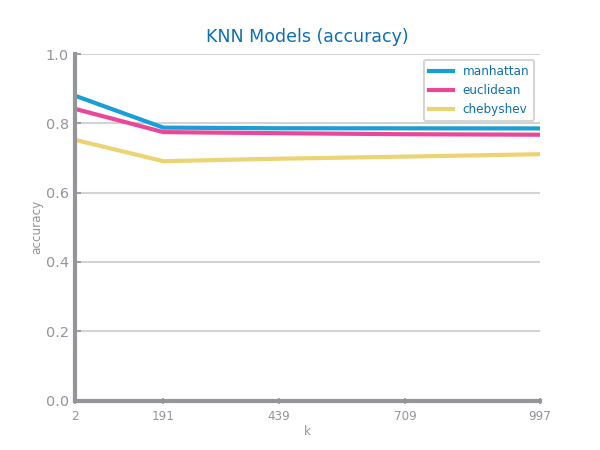 KNN Models (accuracy)
1.0
0.8
0.6
0.4
0.2
0.0
accuracy
manhattan
euclidean
chebyshev
2 191 439 709 997
k